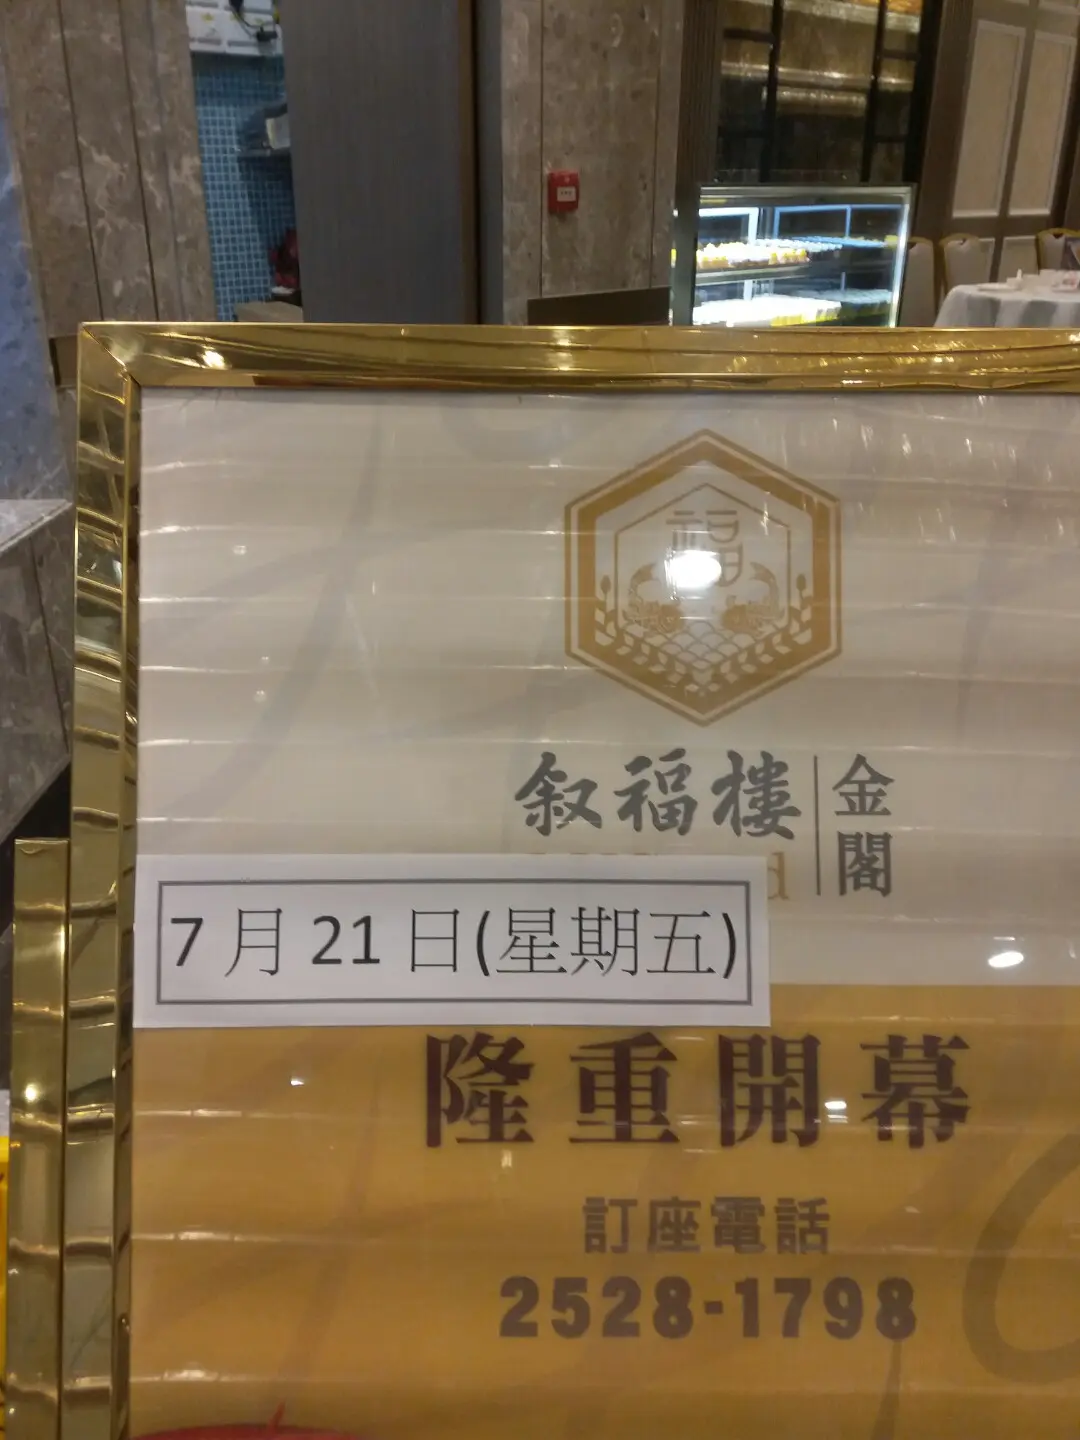 福
叙福樓
金閣
7月21日(星期五)
隆重開幕
訂座電話
2528-1798